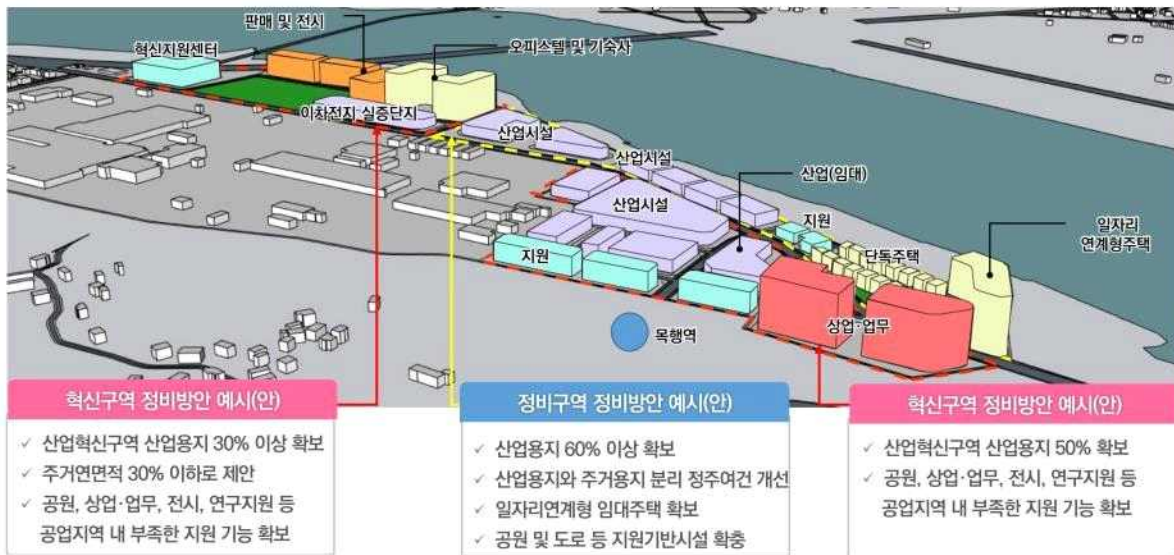 판매 및 전시
혁신지원센터
오피스텔 및 기숙사
이차전지 실증단지
산업시설
산업시설
산업(임대)
산업시설
지원
일자리
연계형주택
단독주택
지원
상업·업무
목행역
혁신구역 정비방안 예시(안)
✓ 산업혁신구역 산업용지 30% 이상 확보
✓ 주거연면적 30% 이하로 제안
✓ 공원, 상업·업무, 전시, 연구지원 등
공업지역 내 부족한 지원 기능 확보
정비구역 정비방안 예시(안)
✓ 산업용지 60% 이상 확보
✓ 산업용지와 주거용지 분리 정주여건 개선
✓ 일자리연계형 임대주택 확보
✓ 공원 및 도로 등 지원기반시설 확충
혁신구역 정비방안 예시(안)
✓ 산업혁신구역 산업용지 50% 확보
✓ 공원, 상업·업무, 전시, 연구지원 등
공업지역 내 부족한 지원 기능 확보